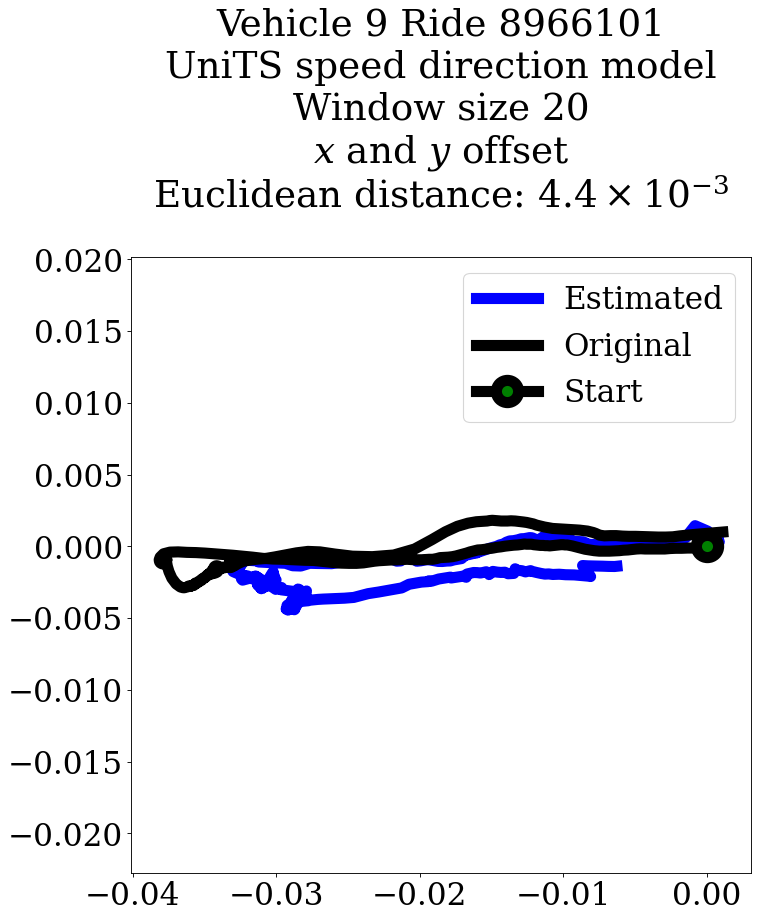 Vehicle 9 Ride 8966101
UniTS speed direction model
Window size 20
x and y offset
Euclidean distance: 4.4 × 10⁻³
0.020
0.015
0.010
0.005
0.000
−0.005
−0.010
−0.015
−0.020
Estimated
Original
Start
−0.04 −0.03 −0.02 −0.01 0.00